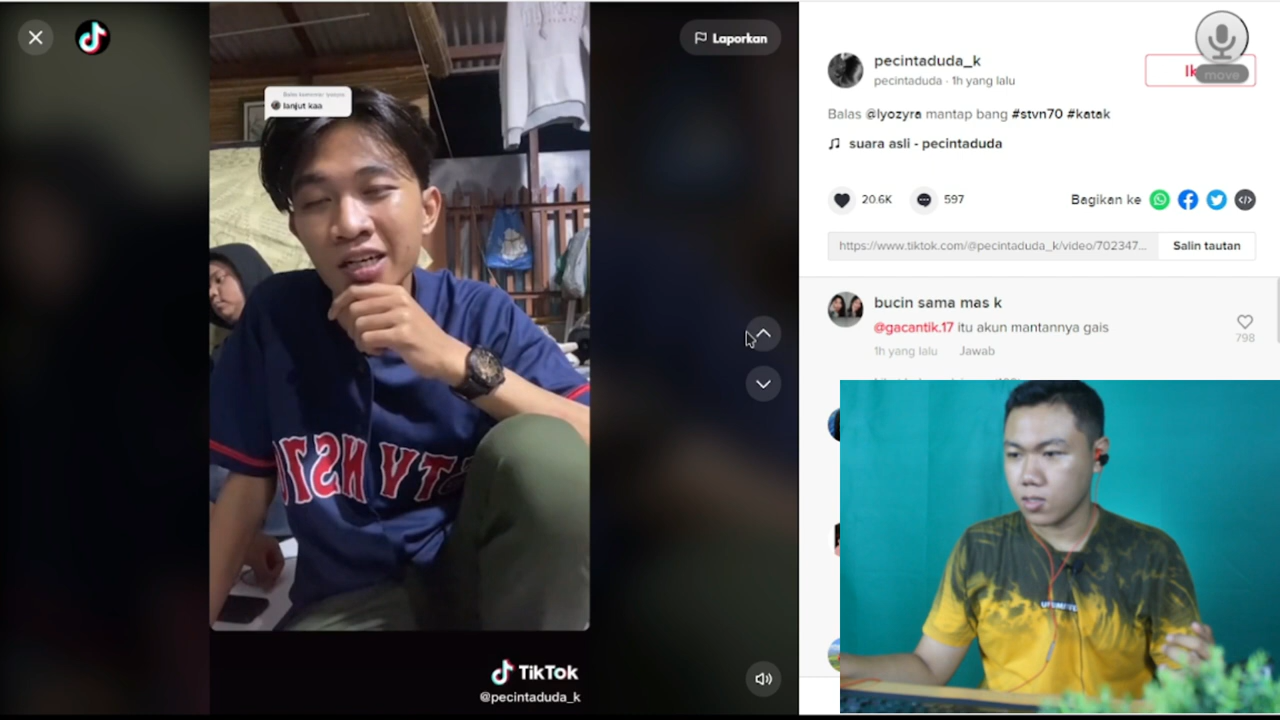 Laporkan
lanjut kaa
STVN70
TikTok
@pecintaduda_k
pecintaduda_k
pecintaduda · 1h yang lalu
Ik
move
Balas @lyozyra mantap bang #stvn70 #katak
suara asli - pecintaduda
20.6K
597
Bagikan ke
https://www.tiktok.com/@pecintaduda_k/video/702347...
Salin tautan
bucin sama mas k
@gacantik.17 itu akun mantannya gais
798
1h yang lalu Jawab